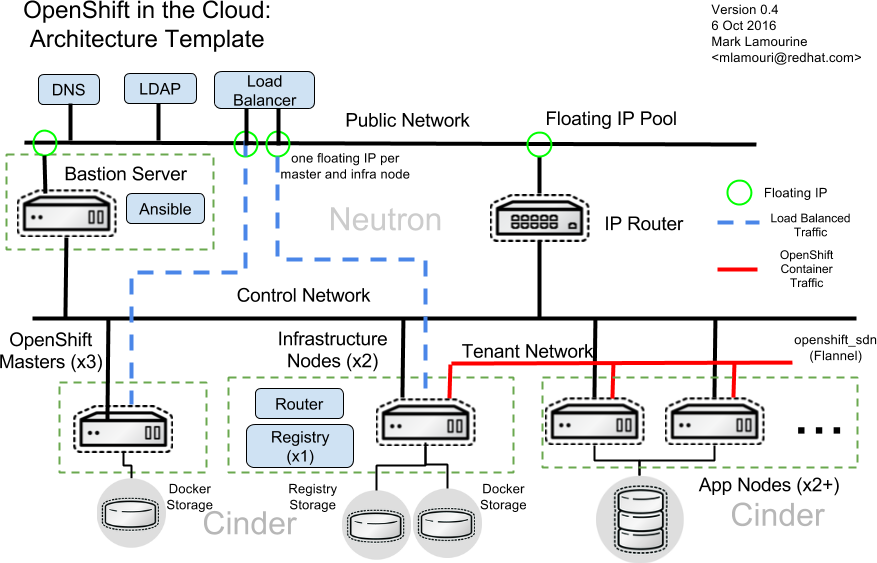 OpenShift in the Cloud:
Architecture Template
Version 0.4
6 Oct 2016
Mark Lamourine
<mlamouri@redhat.com>
DNS
LDAP
Load
Balancer
Public Network
Floating IP Pool
one floating IP per
master and infra node
Bastion Server
Ansible
Neutron
IP Router
Floating IP
Load Balanced
Traffic
OpenShift
Container
Traffic
Control Network
OpenShift
Masters (x3)
Infrastructure
Nodes (x2)
Tenant Network
openshift_sdn
(Flannel)
Router
Registry
(x1)
...
Docker
Storage
Cinder
Registry
Storage
Docker
Storage
App Nodes (x2+)
Cinder